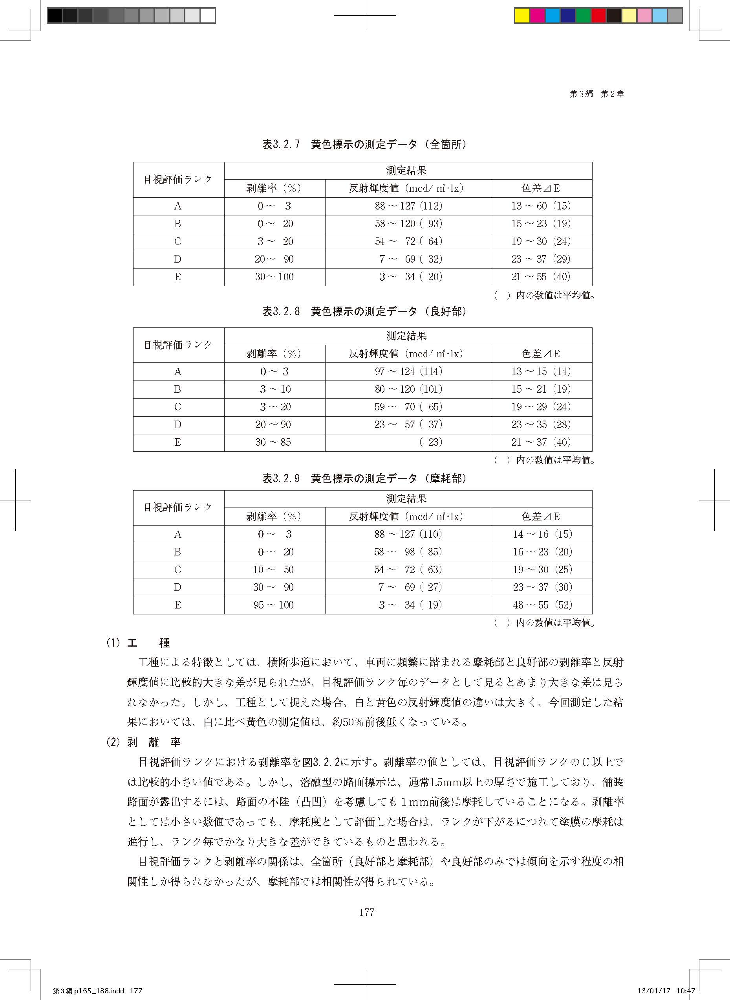 第3編　第2章
表3.2.7　黄色標示の測定データ（全箇所）
目視評価ランク　測定結果
剥離率（%）　反射輝度値（mcd/㎡･lx）　色差⊿E
A　0～　3　88～127（112）　13～60（15）
B　0～　20　58～120（ 93）　15～23（19）
C　3～　20　54～　72（ 64）　19～30（24）
D　20～　90　7～　69（ 32）　23～37（29）
E　30～100　3～　34（ 20）　21～55（40）
（　）内の数値は平均値。
表3.2.8　黄色標示の測定データ（良好部）
目視評価ランク　測定結果
剥離率（%）　反射輝度値（mcd/㎡･lx）　色差⊿E
A　0～3　97～124（114）　13～15（14）
B　3～10　80～120（101）　15～21（19）
C　3～20　59～　70（ 65）　19～29（24）
D　20～90　23～　57（ 37）　23～35（28）
E　30～85　（ 23）　21～37（40）
（　）内の数値は平均値。
表3.2.9　黄色標示の測定データ（摩耗部）
目視評価ランク　測定結果
剥離率（%）　反射輝度値（mcd/㎡･lx）　色差⊿E
A　0～　3　88～127（110）　14～16（15）
B　0～　20　58～　98（ 85）　16～23（20）
C　10～　50　54～　72（ 63）　19～30（25）
D　30～　90　7～　69（ 27）　23～37（30）
E　95～100　3～　34（ 19）　48～55（52）
（　）内の数値は平均値。
(1) 工　　種
　工種による特徴としては、横断歩道において、車両に頻繁に踏まれる摩耗部と良好部の剥離率と反射
輝度値に比較的大きな差が見られたが、目視評価ランク毎のデータとして見るとあまり大きな差は見ら
れなかった。しかし、工種として捉えた場合、白と黄色の反射輝度値の違いは大きく、今回測定した結
果においては、白に比べ黄色の測定値は、約50%前後低くなっている。
(2) 剥　離　率
　目視評価ランクにおける剥離率を図3.2.2に示す。剥離率の値としては、目視評価ランクのC以上で
は比較的小さい値である。しかし、溶融型の路面標示は、通常1.5mm以上の厚さで施工しており、舗装
路面が露出するには、路面の不陸（凸凹）を考慮しても１mm前後は摩耗していることになる。剥離率
としては小さい数値であっても、摩耗度として評価した場合は、ランクが下がるにつれて塗膜の摩耗は
進行し、ランク毎でかなり大きな差ができているものと思われる。
　目視評価ランクと剥離率の関係は、全箇所（良好部と摩耗部）や良好部のみでは傾向を示す程度の相
関性しか得られなかったが、摩耗部では相関性が得られている。
177
第3編p165_188.indd　177　13/01/17　10:47